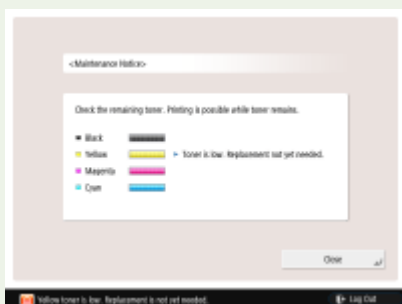 <Maintenance Notice>
Check the remaining toner. Printing is possible while toner remains.
Black
Yellow ► Toner is low. Replacement not yet needed.
Magenta
Cyan
Close
Yellow toner is low. Replacement is not yet needed.
Log Out